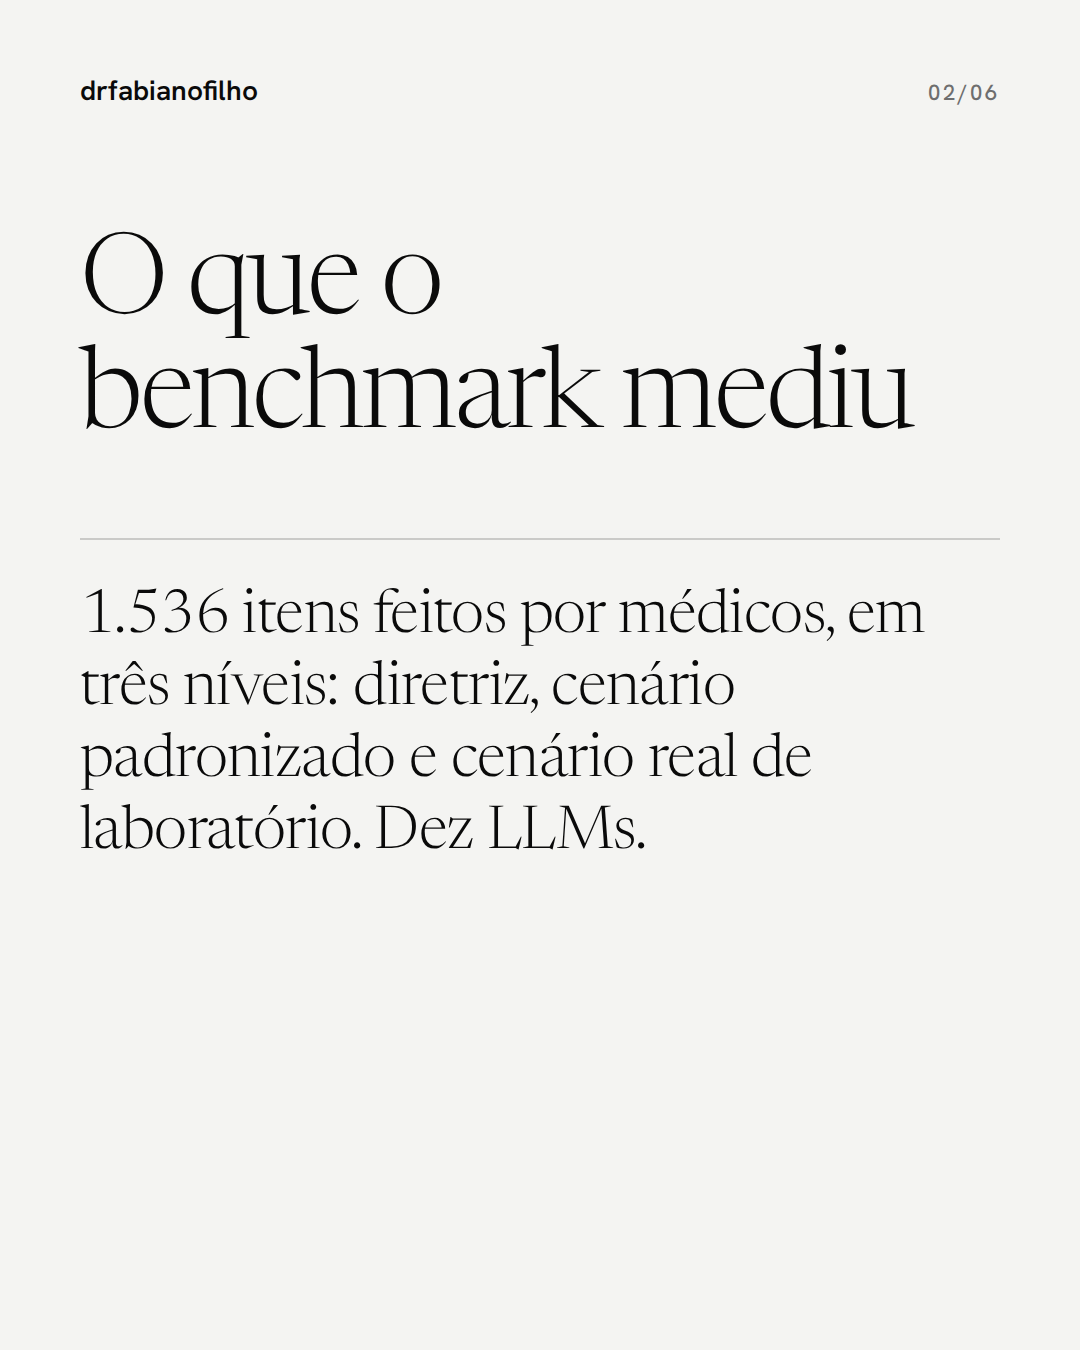 drfabianofilho
02/06
O que o
benchmark mediu
1.536 itens feitos por médicos, em
três níveis: diretriz, cenário
padronizado e cenário real de
laboratório. Dez LLMs.